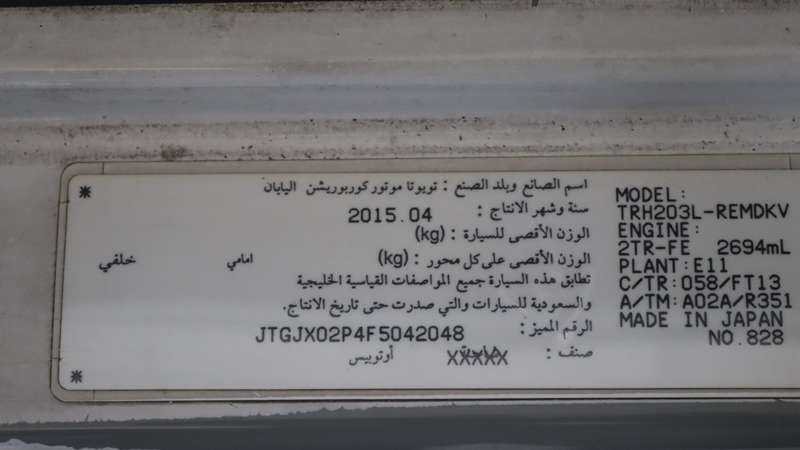 اسم الصانع وبلد الصنع : تويوتا موتور كوربوريشن اليابان
سنة وشهر الانتاج : 2015.04
الوزن الأقصى للسيارة : (kg)
الوزن الأقصى على كل محور : (kg) امامي خلفي
تطابق هذه السيارة جميع المواصفات القياسية الخليجية
والسعودية للسيارات والتي صدرت حتى تاريخ الانتاج.
الرقم المميز : JTGJX02P4F5042048
صنف : XXXXX أوتوبيس
MODEL:
TRH203L-REMDKV
ENGINE:
2TR-FE 2694mL
PLANT:E11
C/TR:058/FT13
A/TM:A02A/R351
MADE IN JAPAN
NO.828